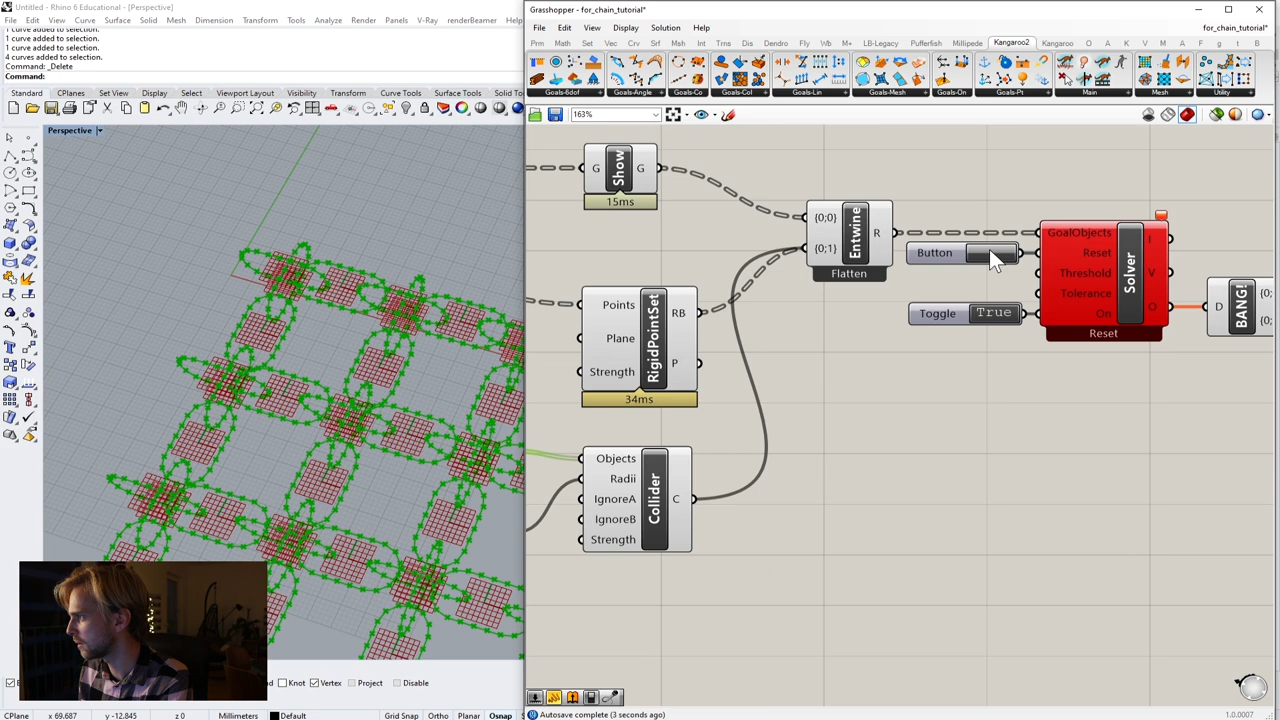 Untitled - Rhino 6 Educational - [Perspective]
File Edit View Curve Surface Solid Mesh Dimension Transform Tools Analyze Render Panels V-Ray renderBeamer Help
1 curve added to selection.
1 curve added to selection.
4 curves added to selection.
Command: _Delete
Command:
Standard CPlanes Set View Display Select Viewport Layout Visibility Transform Curve Tools Surface Tools Solid To
Perspective
Knot Vertex Project Disable
CPlane x 69.687 y -12.845 z 0 Millimeters Default Grid Snap Ortho Planar Osnap
Grasshopper - for_chain_tutorial*
File Edit View Display Solution Help
for_chain_tutorial*
Prm Math Set Vec Crv Srf Msh Int Trns Dis Dendro Fly Wb M+ LB-Legacy Pufferfish Millipede Kangaroo2 Kangaroo O A K V M A F B
Goals-6dof Goals-Angle Goals-Co Goals-Col Goals-Lin Goals-Mesh Goals-On Goals-Pt Main Mesh Utility
163%
G Show G
15ms
{0;0}
{0;1}
Entwine
R
Flatten
Button
Toggle True
GoalObjects
Reset
Threshold
Tolerance
On
Solver
I
V
O
Reset
D BANG! {0;
{0;
Points
Plane
Strength
RigidPointSet
RB
P
34ms
Objects
Radii
IgnoreA
IgnoreB
Strength
Collider
C
Autosave complete (3 seconds ago)
1.0.0007